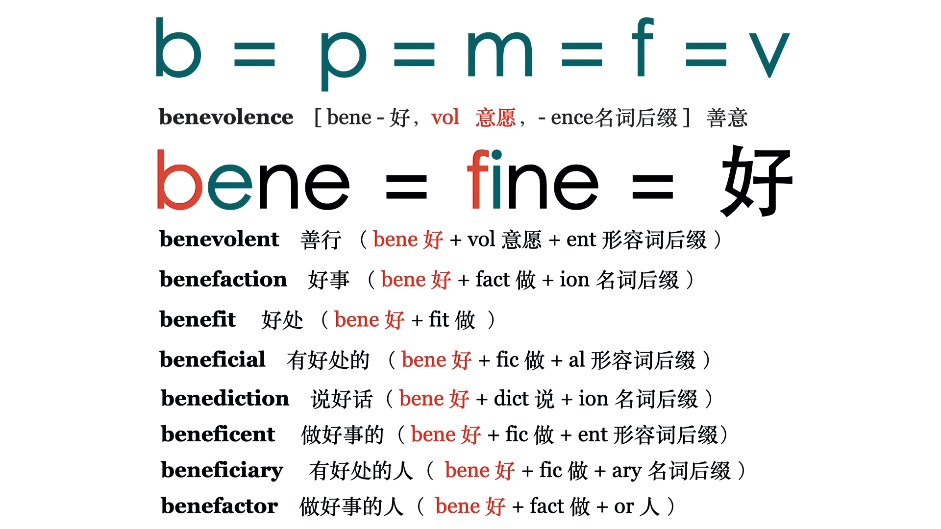 b = p = m = f = v
benevolence [ bene - 好, vol 意愿, - ence名词后缀 ] 善意
bene = fine = 好
benevolent 善行 （ bene 好 + vol 意愿 + ent 形容词后缀 ）
benefaction 好事 （ bene 好 + fact 做 + ion 名词后缀 ）
benefit 好处 （ bene 好 + fit 做 ）
beneficial 有好处的 （ bene 好 + fic 做 + al 形容词后缀 ）
benediction 说好话（ bene 好 + dict 说 + ion 名词后缀 ）
beneficent 做好事的（ bene 好 + fic 做 + ent 形容词后缀）
beneficiary 有好处的人（ bene 好 + fic 做 + ary 名词后缀 ）
benefactor 做好事的人（ bene 好 + fact 做 + or 人 ）